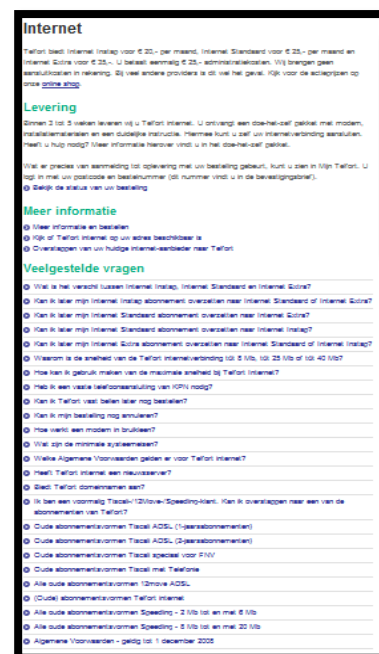 Internet
Telfort biedt Internet Instap voor € 20,- per maand, Internet Standaard voor € 25,- per maand en
Internet Extra voor € 25,-. U betaalt eenmalig € 25,- administratiekosten. Wij brengen geen
aansluitkosten in rekening. Bij veel andere providers is dit wel het geval. Kijk voor de actieprijzen op
onze online shop.
Levering
Binnen 2 tot 5 weken leveren wij u Telfort internet. U ontvangt een doe-het-zelf pakket met modem,
installatiematerialen en een duidelijke instructie. Hiermee kunt u zelf uw internetverbinding aansluiten.
Heeft u hulp nodig? Meer informatie hierover vindt u in het doe-het-zelf pakket.
Wat er precies van aanmelding tot oplevering met uw bestelling gebeurt, kunt u zien in Mijn Telfort. U
logt in met uw postcode en bestelnummer (dit nummer vindt u in de bevestigingsbrief).
Bekijk de status van uw bestelling
Meer informatie
Meer informatie en bestellen
Kijk of Telfort internet op uw adres beschikbaar is
Overstappen van uw huidige internet-aanbieder naar Telfort
Veelgestelde vragen
Wat is het verschil tussen Internet Instap, Internet Standaard en Internet Extra?
Kan ik later mijn Internet Instap abonnement overzetten naar Internet Standaard of Internet Extra?
Kan ik later mijn Internet Standaard abonnement overzetten naar Internet Extra?
Kan ik later mijn Internet Standaard abonnement overzetten naar Internet Instap?
Kan ik later mijn Internet Extra abonnement overzetten naar Internet Standaard of Internet Instap?
Waarom is de snelheid van de Telfort internetverbinding tót 8 Mb, tót 25 Mb of tót 40 Mb?
Hoe kan ik gebruik maken van de maximale snelheid bij Telfort Internet?
Heb ik een vaste telefoonaansluiting van KPN nodig?
Kan ik Telfort vast bellen later nog bestellen?
Kan ik mijn bestelling nog annuleren?
Hoe werkt een modem in bruikleen?
Wat zijn de minimale systeemeisen?
Welke Algemene Voorwaarden gelden er voor Telfort internet?
Heeft Telfort internet een nieuwsserver?
Biedt Telfort domeinnamen aan?
Ik ben een voormalig Tiscali-/12Move-/Speedling-klant. Kan ik overstappen naar een van de
abonnementen van Telfort?
Oude abonnementsvormen Tiscali ADSL (1-jaarsabonnementen)
Oude abonnementsvormen Tiscali ADSL (2-jaarsabonnementen)
Oude abonnementsvormen Tiscali speciaal voor FNV
Oude abonnementsvormen Tiscali met Telefonie
Alle oude abonnementsvormen 12move ADSL
(Oude) abonnementsvormen Telfort internet
Alle oude abonnementsvormen Speedling - 2 Mb tot en met 6 Mb
Alle oude abonnementsvormen Speedling - 8 Mb tot en met 20 Mb
Algemene Voorwaarden - geldig tot 1 december 2008